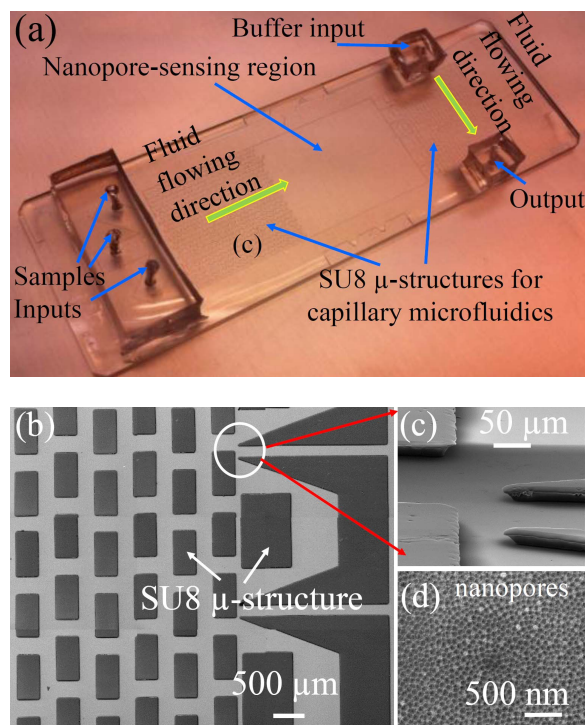 (a)
Buffer input
Nanopore-sensing region
Fluid
flowing
direction
Fluid
flowing
direction
(c)
Output
Samples
Inputs
SU8 µ-structures for
capillary microfluidics
(b)
SU8 µ-structure
500 µm
(c)
50 µm
(d)
nanopores
500 nm